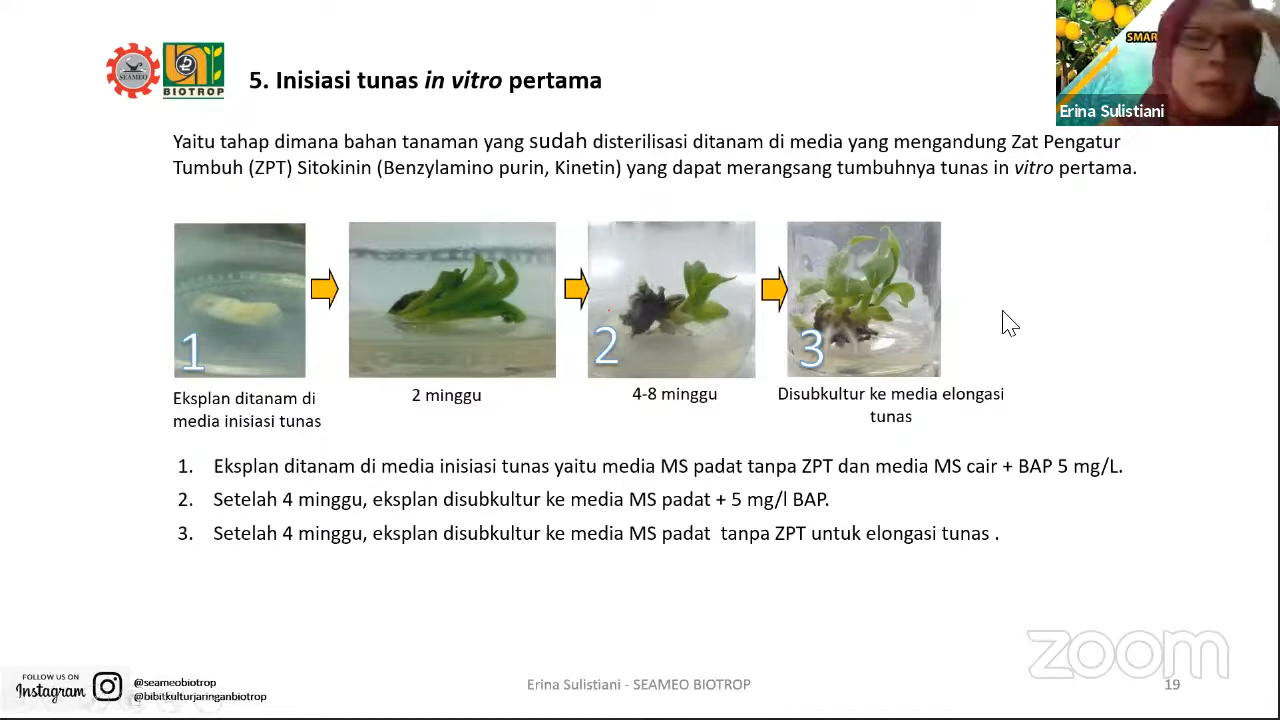 SEAMEO
BIOTROP
5. Inisiasi tunas in vitro pertama
SMAR
Erina Sulistiani
Yaitu tahap dimana bahan tanaman yang sudah disterilisasi ditanam di media yang mengandung Zat Pengatur
Tumbuh (ZPT) Sitokinin (Benzylamino purin, Kinetin) yang dapat merangsang tumbuhnya tunas in vitro pertama.
1
2
3
Eksplan ditanam di
media inisiasi tunas
2 minggu
4-8 minggu
Disubkultur ke media elongasi
tunas
1. Eksplan ditanam di media inisiasi tunas yaitu media MS padat tanpa ZPT dan media MS cair + BAP 5 mg/L.
2. Setelah 4 minggu, eksplan disubkultur ke media MS padat + 5 mg/l BAP.
3. Setelah 4 minggu, eksplan disubkultur ke media MS padat tanpa ZPT untuk elongasi tunas .
zoom
FOLLOW US ON
Instagram
@seameobiotrop
@bibitkulturjaringanbiotrop
Erina Sulistiani - SEAMEO BIOTROP
19